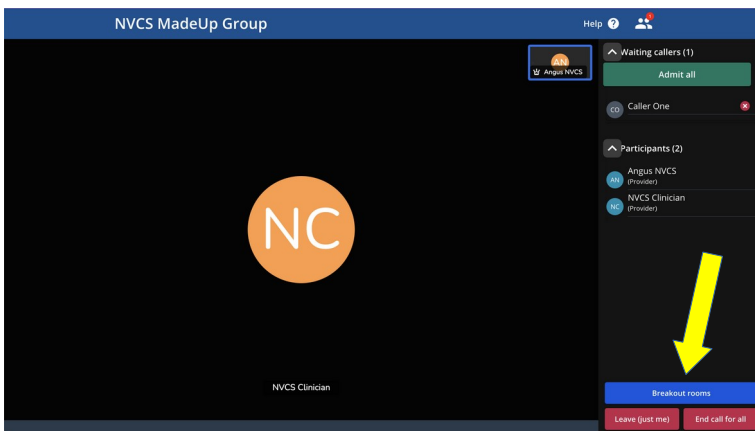 NVCS MadeUp Group
Help ?
1
AN
Angus NVCS
NC
NVCS Clinician
Waiting callers (1)
Admit all
CO Caller One
Participants (2)
AN Angus NVCS
(Provider)
NC NVCS Clinician
(Provider)
Breakout rooms
Leave (just me) End call for all